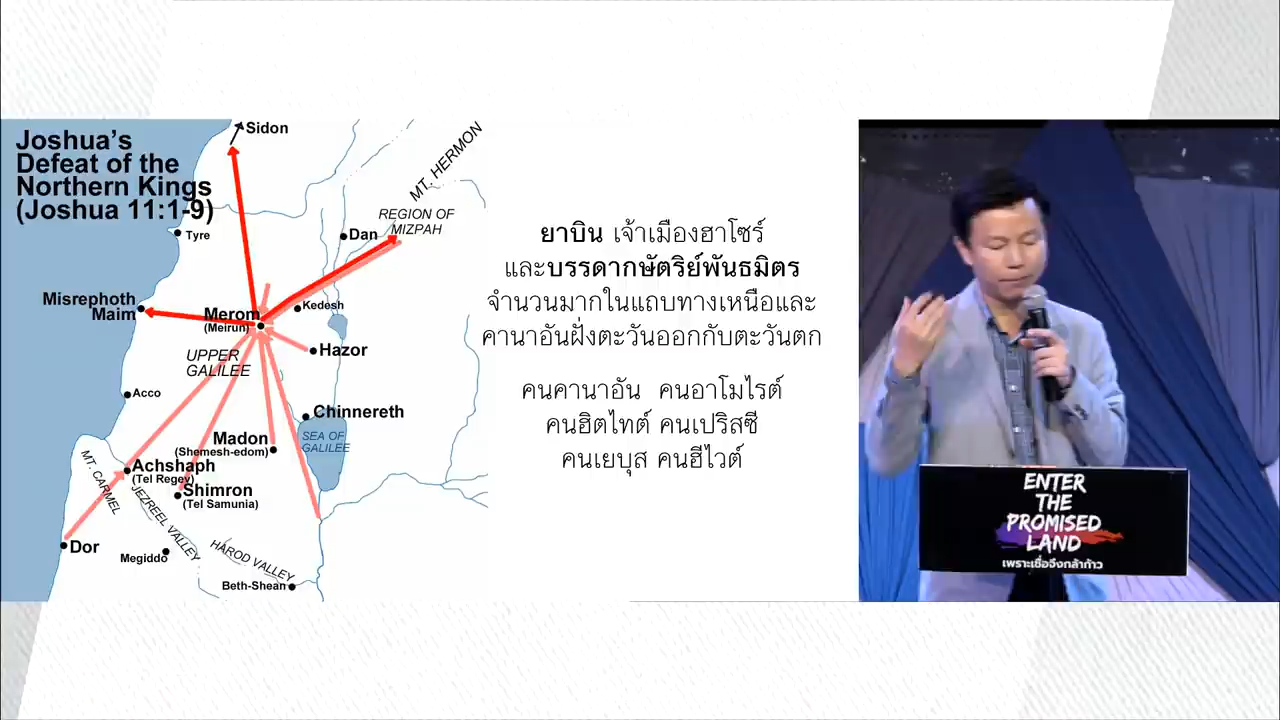 Joshua's
Defeat of the
Northern Kings
(Joshua 11:1-9)
Sidon
MT. HERMON
REGION OF
MIZPAH
Dan
Tyre
Misrephoth
Maim
Merom
(Meirun)
Kedesh
Hazor
UPPER
GALILEE
Acco
Chinnereth
SEA OF
GALILEE
Madon
(Shemesh-edom)
MT. CARMEL
Achshaph
(Tel Regev)
Shimron
(Tel Samunia)
JEZREEL VALLEY
Dor
Megiddo
HAROD VALLEY
Beth-Shean
ยาบิน เจ้าเมืองฮาโซร์
และบรรดากษัตริย์พันธมิตร
จำนวนมากในแถบทางเหนือและ
คานาอันฝั่งตะวันออกกับตะวันตก
คนคานาอัน คนอาโมไรต์
คนฮิตไทต์ คนเปริสซี
คนเยบุส คนฮีไวต์
ENTER
THE
PROMISED
LAND
เพราะเชื่อจึงกล้าก้าว